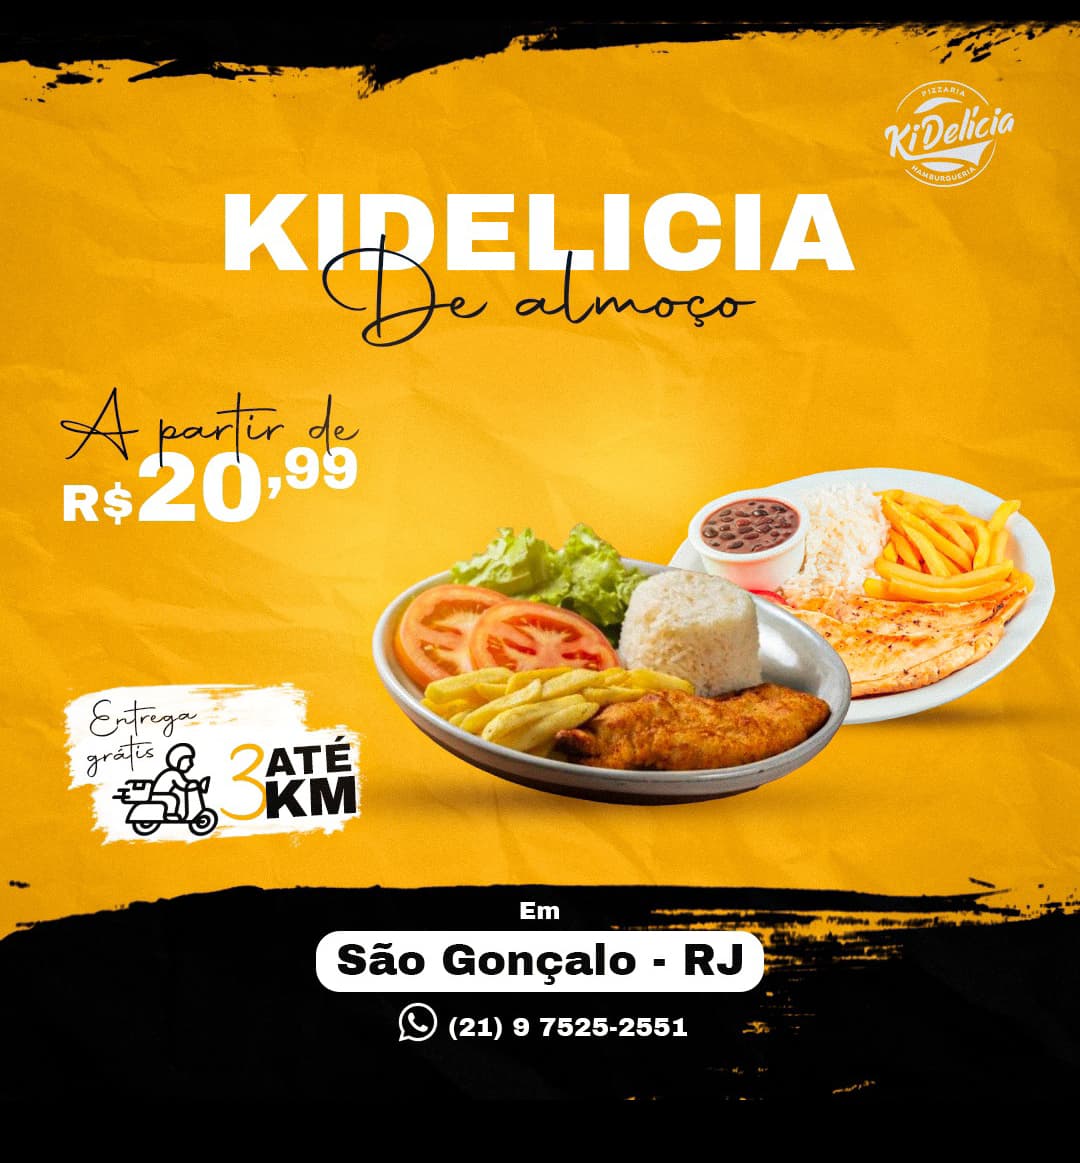 PIZZARIA
KiDelícia
HAMBURGUERIA
KIDELICIA
De almoço
A partir de
R$20,99
Entrega
grátis
3 ATÉ
KM
Em
São Gonçalo - RJ
(21) 9 7525-2551